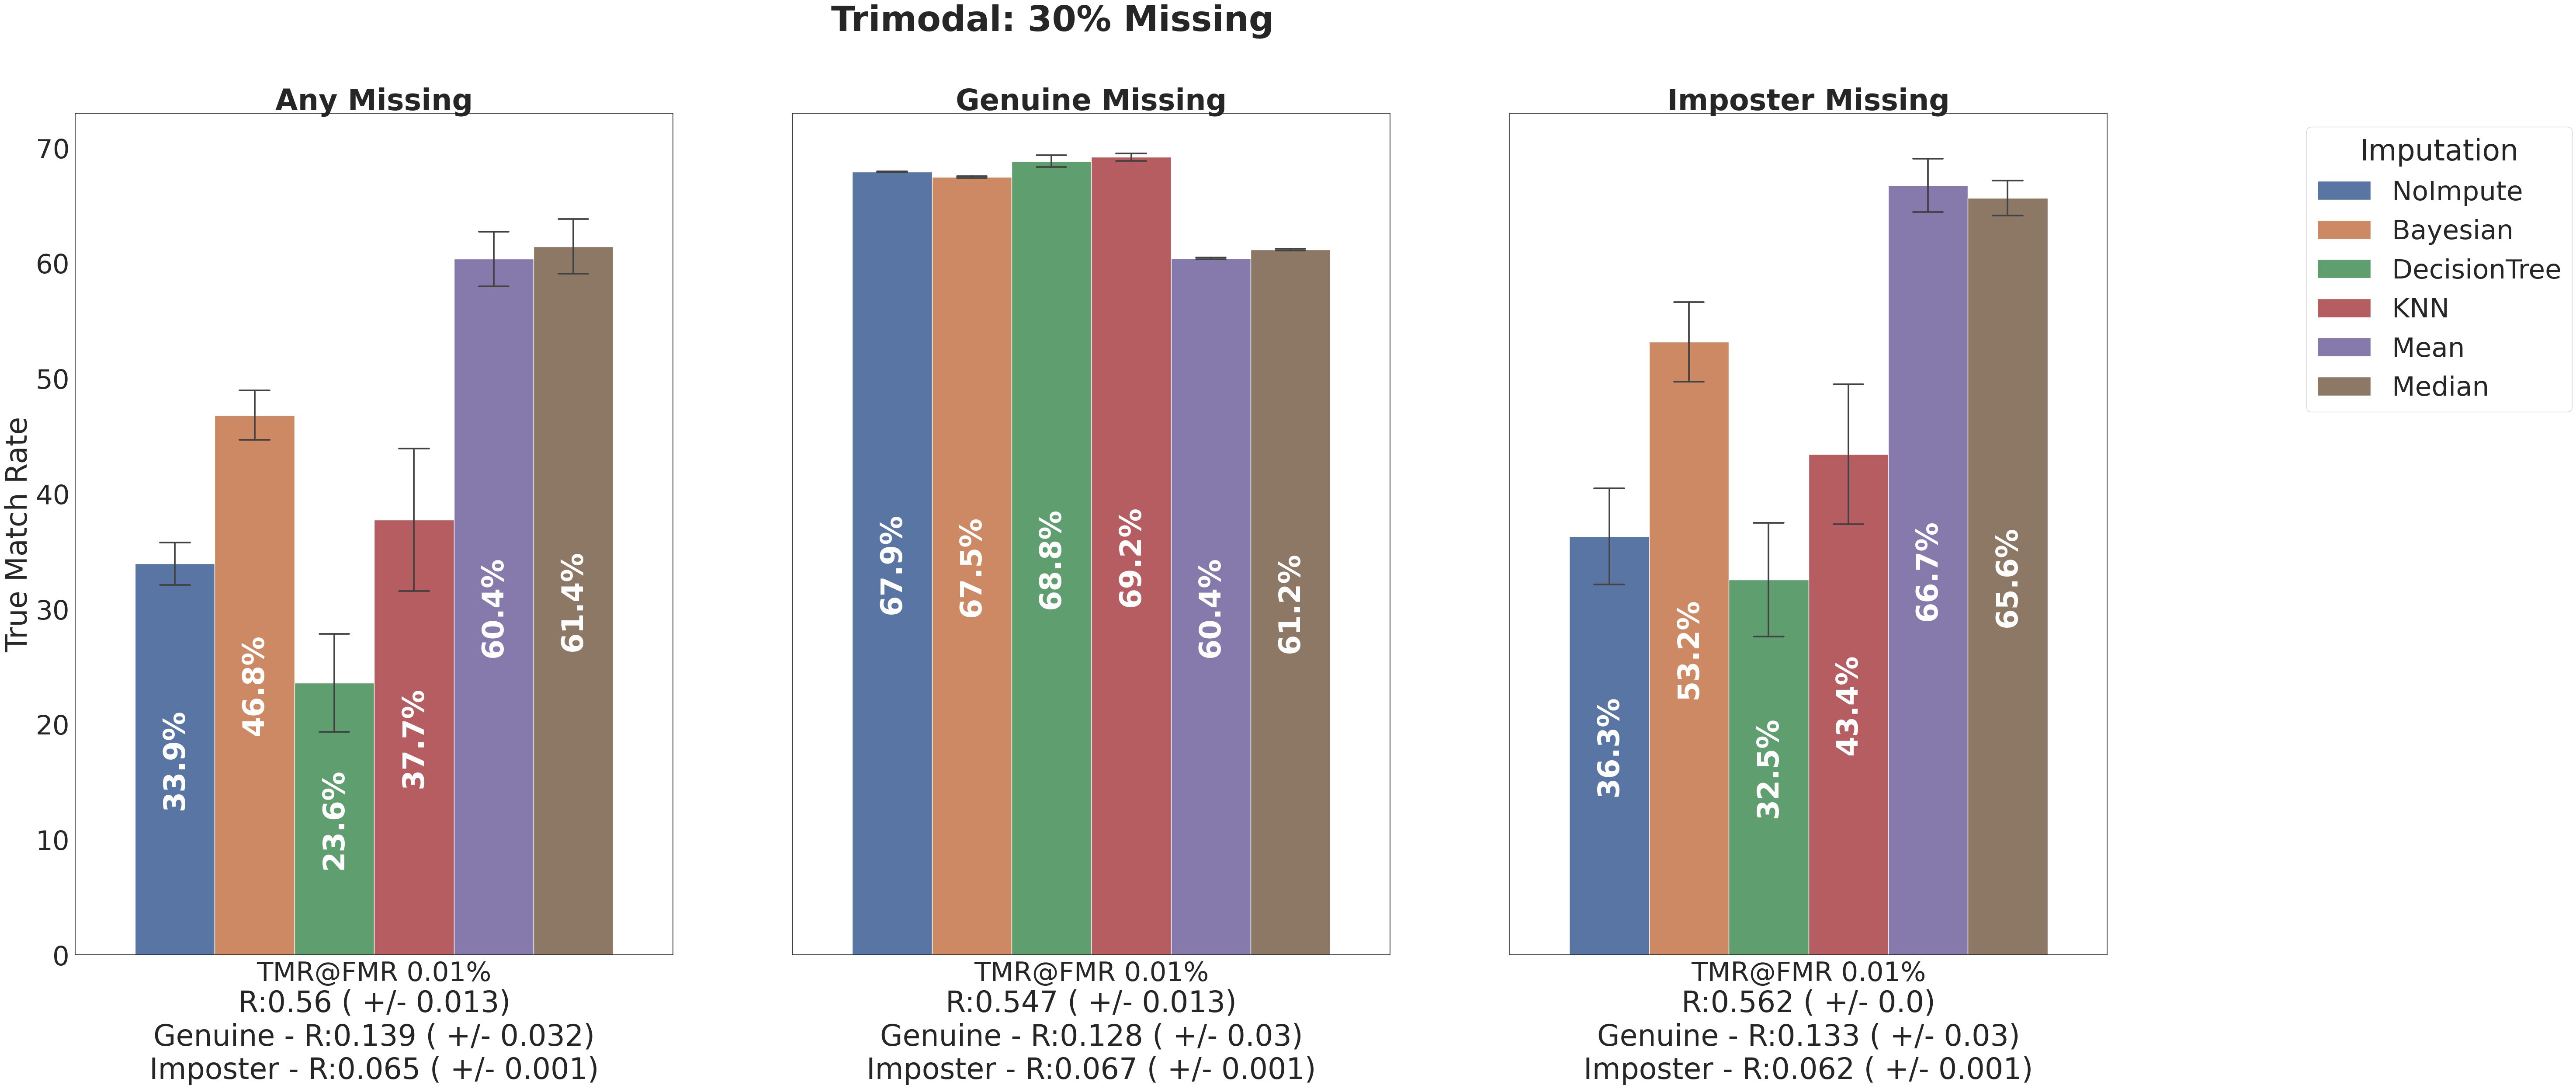 Trimodal: 30% Missing
Any Missing
True Match Rate
70
60
50
40
30
20
10
0
33.9%
46.8%
23.6%
37.7%
60.4%
61.4%
TMR@FMR 0.01%
R:0.56 ( +/- 0.013)
Genuine - R:0.139 ( +/- 0.032)
Imposter - R:0.065 ( +/- 0.001)
Genuine Missing
67.9%
67.5%
68.8%
69.2%
60.4%
61.2%
TMR@FMR 0.01%
R:0.547 ( +/- 0.013)
Genuine - R:0.128 ( +/- 0.03)
Imposter - R:0.067 ( +/- 0.001)
Imposter Missing
36.3%
53.2%
32.5%
43.4%
66.7%
65.6%
TMR@FMR 0.01%
R:0.562 ( +/- 0.0)
Genuine - R:0.133 ( +/- 0.03)
Imposter - R:0.062 ( +/- 0.001)
Imputation
NoImpute
Bayesian
DecisionTree
KNN
Mean
Median